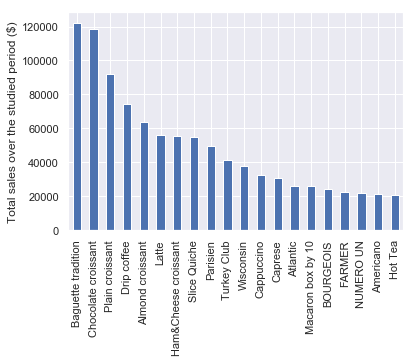 Total sales over the studied period ($)
120000
100000
80000
60000
40000
20000
0
Baguette tradition
Chocolate croissant
Plain croissant
Drip coffee
Almond croissant
Latte
Ham&Cheese croissant
Slice Quiche
Parisien
Turkey Club
Wisconsin
Cappuccino
Caprese
Atlantic
Macaron box by 10
BOURGEOIS
FARMER
NUMERO UN
Americano
Hot Tea